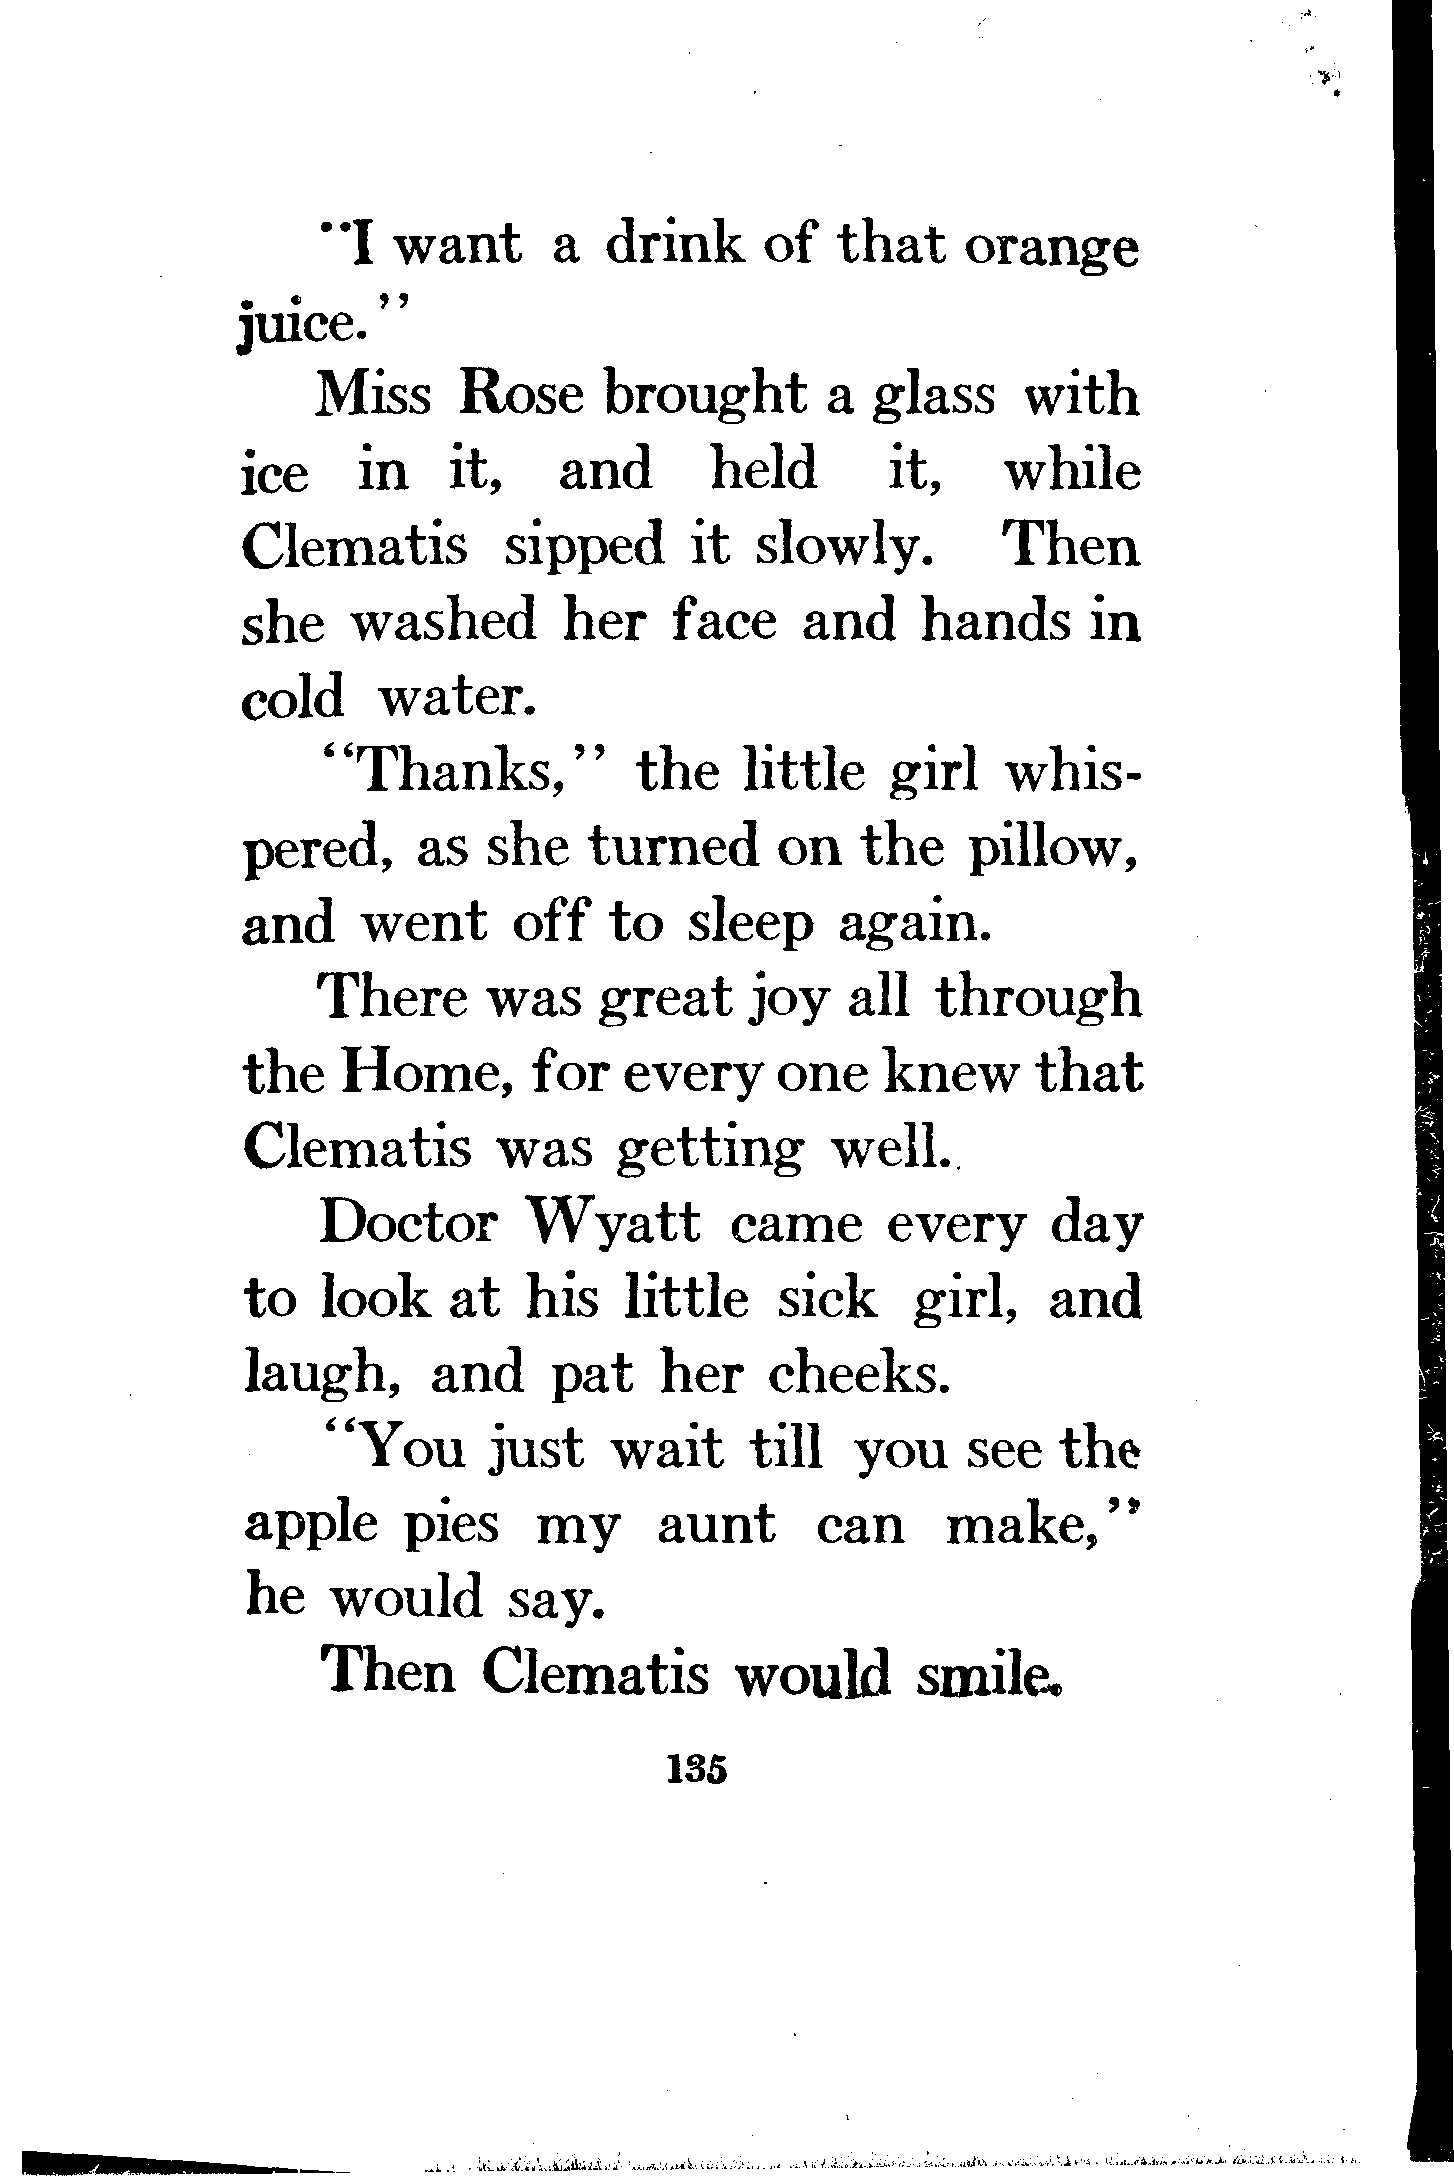 "I want a drink of that orange
juice."
Miss Rose brought a glass with
ice in it, and held it, while
Clematis sipped it slowly. Then
she washed her face and hands in
cold water.
"Thanks," the little girl whis-
pered, as she turned on the pillow,
and went off to sleep again.
There was great joy all through
the Home, for every one knew that
Clematis was getting well.
Doctor Wyatt came every day
to look at his little sick girl, and
laugh, and pat her cheeks.
"You just wait till you see the
apple pies my aunt can make,"
he would say.
Then Clematis would smile.
135